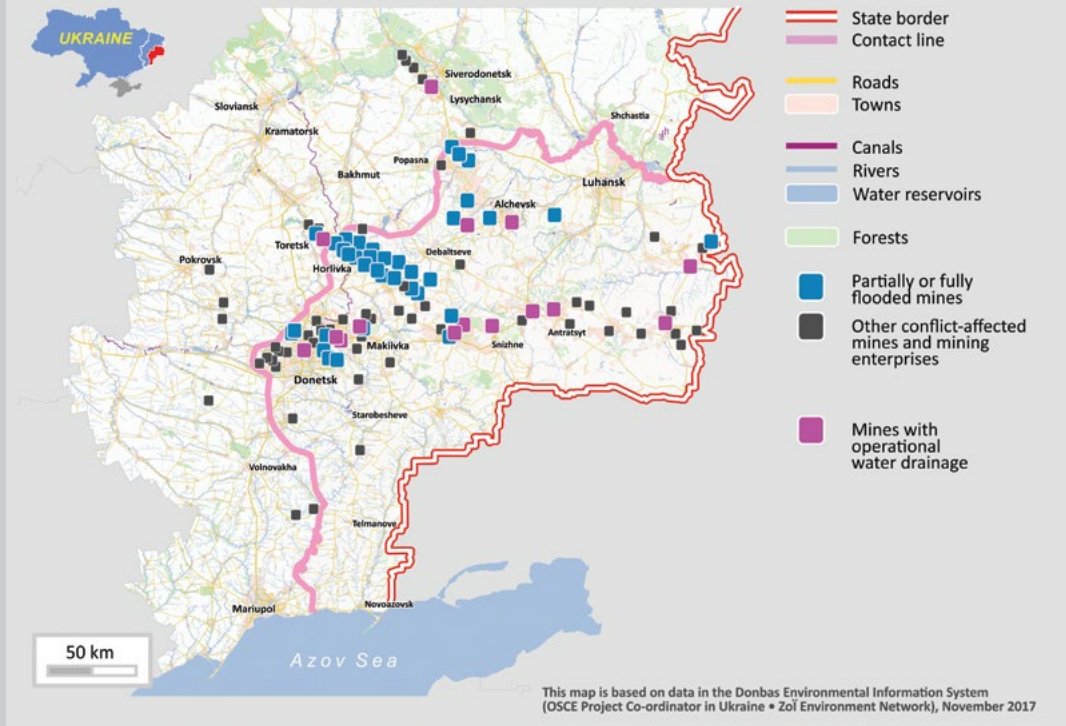 UKRAINE
State border
Contact line
Roads
Towns
Canals
Rivers
Water reservoirs
Forests
Partially or fully
flooded mines
Other conflict-affected
mines and mining
enterprises
Mines with
operational
water drainage
Siverodonetsk
Lysychansk
Sloviansk
Kramatorsk
Shchastia
Popasna
Bakhmut
Luhansk
Alchevsk
Toretsk
Debaltseve
Pokrovsk
Horlivka
Antratsyt
Makiivka
Snizhne
Donetsk
Starobesheve
Volnovakha
Telmanove
Novoazovsk
Mariupol
50 km
Azov Sea
This map is based on data in the Donbas Environmental Information System
(OSCE Project Co-ordinator in Ukraine • Zoï Environment Network), November 2017